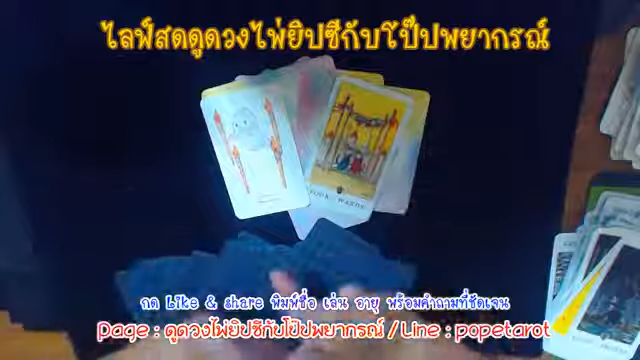 ไลฟ์สดดูดวงไพ่ยิปซีกับโป๊ปพยากรณ์
FOUR WANDS
กด Like & share พิมพ์ชื่อ เล่น อายุ พร้อมคำถามที่ชัดเจน
Page : ดูดวงไพ่ยิปซีกับโป๊ปพยากรณ์ / Line : popetarot